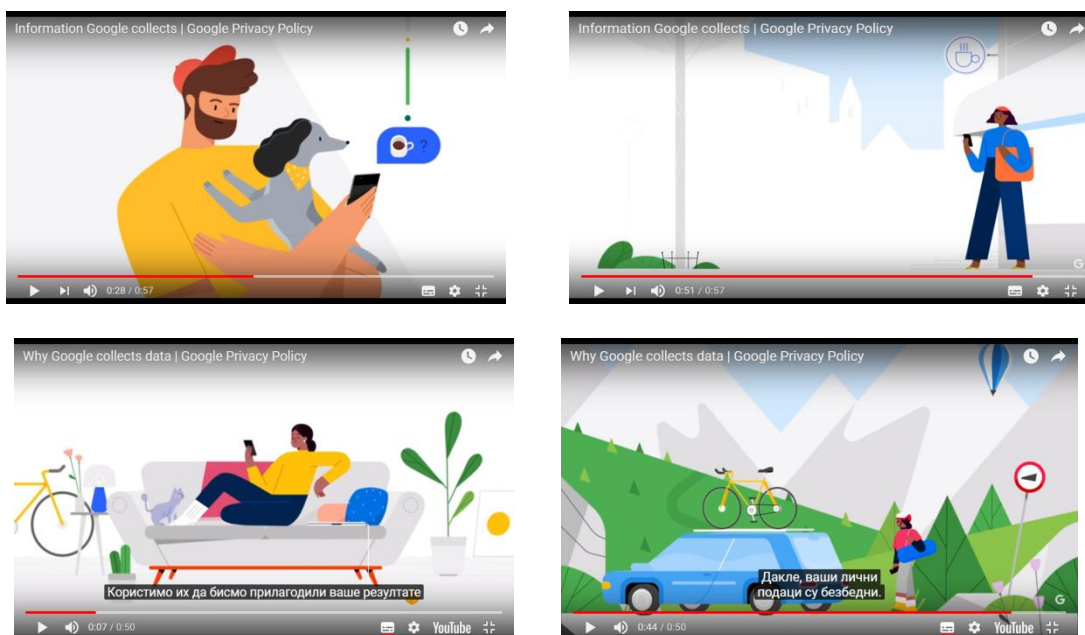 Information Google collects | Google Privacy Policy
?
0:28 / 0:57
Information Google collects | Google Privacy Policy
G
0:51 / 0:57
Why Google collects data | Google Privacy Policy
Користимо их да бисмо прилагодили ваше резултате
0:07 / 0:50
YouTube
Why Google collects data | Google Privacy Policy
Дакле, ваши лични
подаци су безбедни.
G
0:44 / 0:50
YouTube